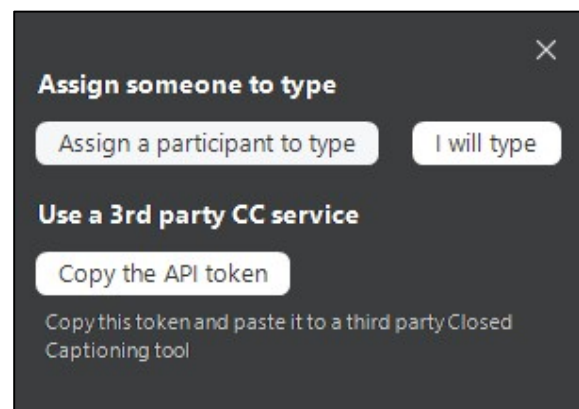 Assign someone to type
Assign a participant to type
I will type
Use a 3rd party CC service
Copy the API token
Copy this token and paste it to a third party Closed
Captioning tool